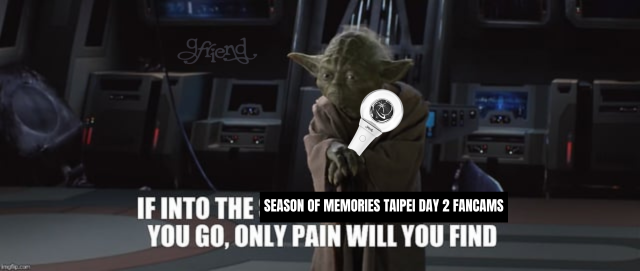 gfriend
IF INTO THE SEASON OF MEMORIES TAIPEI DAY 2 FANCAMS
YOU GO, ONLY PAIN WILL YOU FIND
imgflip.com